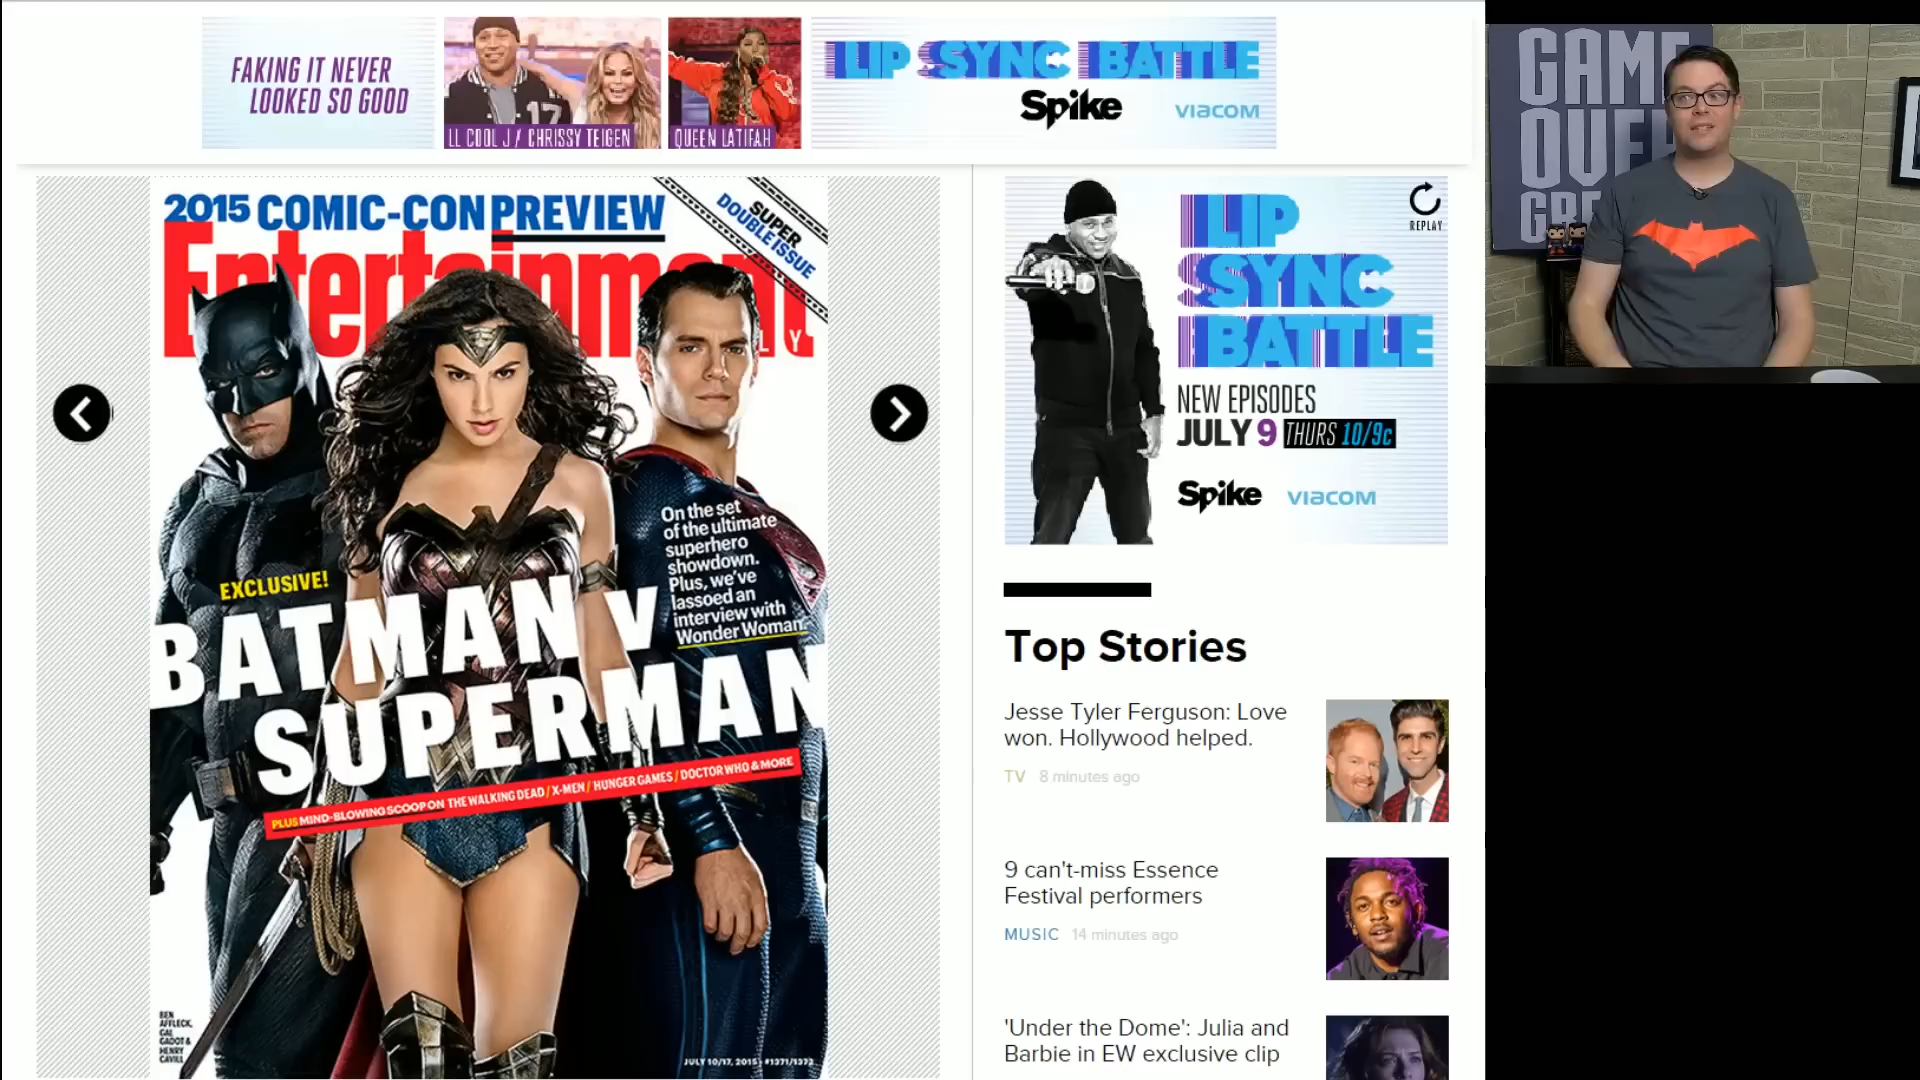 FAKING IT NEVER
LOOKED SO GOOD
LL COOL J / CHRISSY TEIGEN
QUEEN LATIFAH
LIP SYNC BATTLE
Spike
VIACOM
GAME
OVER
GRE
2015 COMIC-CON PREVIEW
SUPER
DOUBLE ISSUE
Entertainment
LY
On the set
of the ultimate
superhero
showdown.
Plus, we've
lassoed an
interview with
Wonder Woman.
EXCLUSIVE!
BATMAN v
SUPERMAN
PLUS MIND-BLOWING SCOOP ON THE WALKING DEAD / X-MEN / HUNGER GAMES / DOCTOR WHO & MORE
BEN
AFFLECK,
GAL
GADOT &
HENRY
CAVILL
JULY 10/17, 2015 • #1371/1372
REPLAY
LIP
SYNC
BATTLE
NEW EPISODES
JULY 9 THURS 10/9c
Spike
VIACOM
Top Stories
Jesse Tyler Ferguson: Love
won. Hollywood helped.
TV 8 minutes ago
9 can't-miss Essence
Festival performers
MUSIC 14 minutes ago
'Under the Dome': Julia and
Barbie in EW exclusive clip